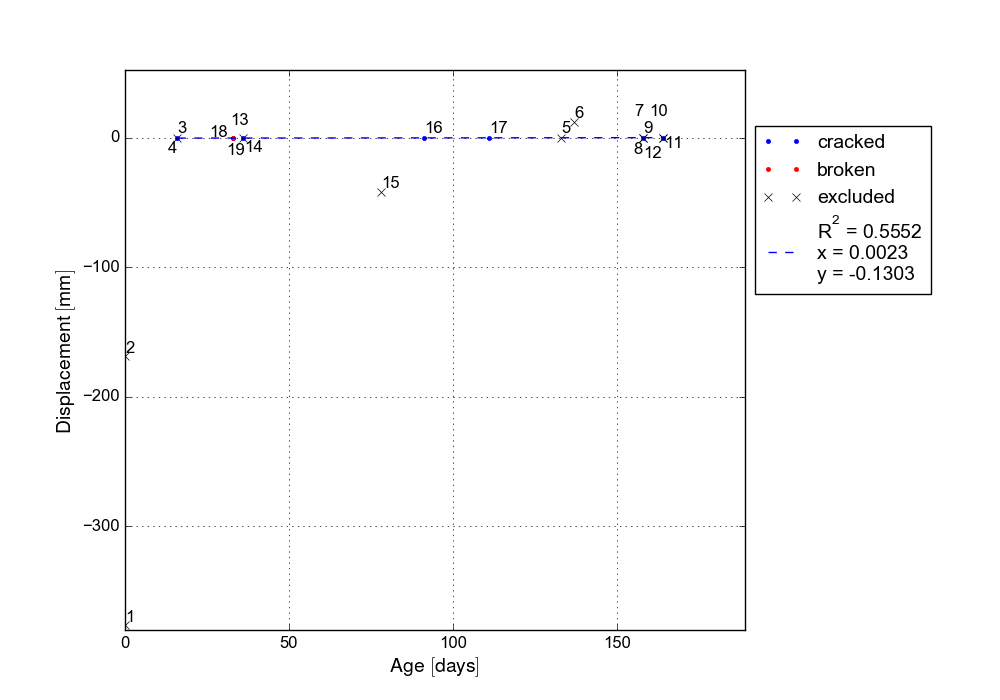 6
7 10
13
3
18
16
17
5
9
0
4
19 14
8
12
11
cracked
broken
excluded
R2 = 0.5552
x = 0.0023
y = -0.1303
15
−100
2
−200
−300
1
0 50 100 150
Displacement [mm]
Age [days]